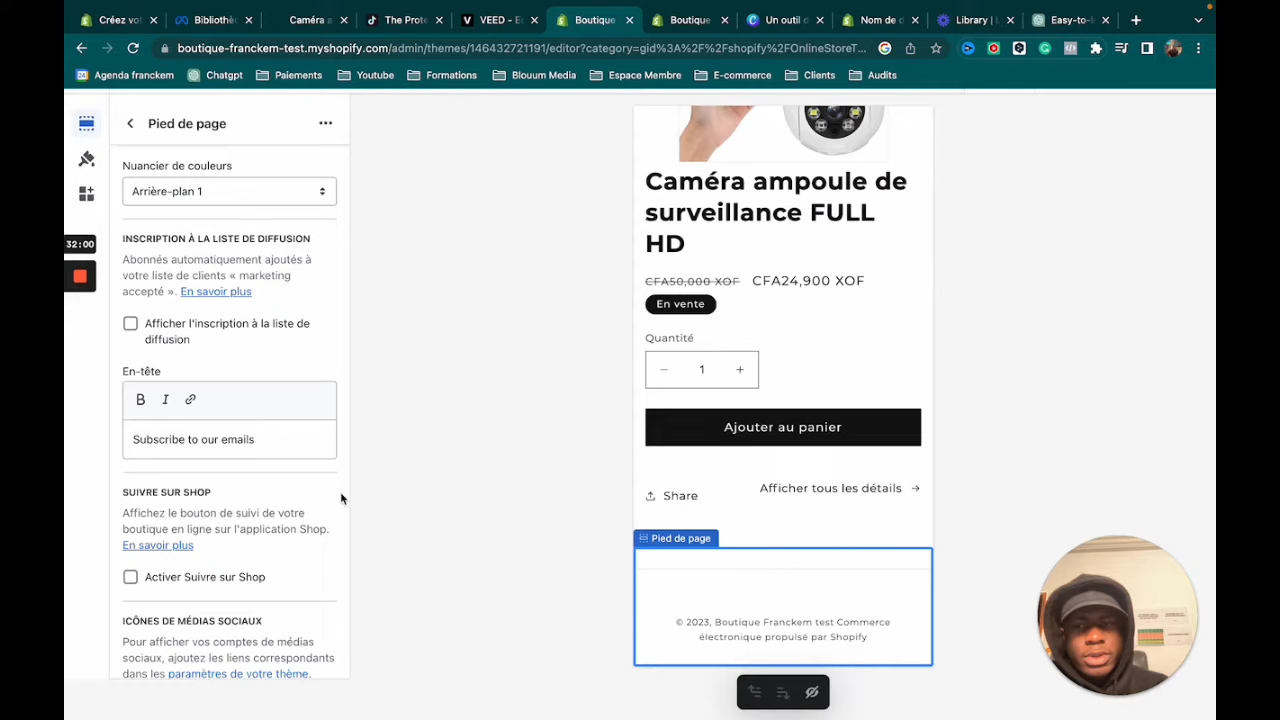 Créez votr
Bibliothèc
Caméra a
The Prote
VEED - Ec
Boutique
Boutique
Un outil d
Nom de d
Library | I
Easy-to-l
boutique-franckem-test.myshopify.com/admin/themes/146432721191/editor?category=gid%3A%2F%2Fshopify%2FOnlineStoreT...
Agenda franckem
Chatgpt
Paiements
Youtube
Formations
Blouum Media
Espace Membre
E-commerce
Clients
Audits
Pied de page
Nuancier de couleurs
Arrière-plan 1
INSCRIPTION À LA LISTE DE DIFFUSION
Abonnés automatiquement ajoutés à
votre liste de clients « marketing
accepté ». En savoir plus
32:00
Afficher l'inscription à la liste de
diffusion
En-tête
B I
Subscribe to our emails
SUIVRE SUR SHOP
Affichez le bouton de suivi de votre
boutique en ligne sur l'application Shop.
En savoir plus
Activer Suivre sur Shop
ICÔNES DE MÉDIAS SOCIAUX
Pour afficher vos comptes de médias
sociaux, ajoutez les liens correspondants
dans les paramètres de votre thème.
Caméra ampoule de
surveillance FULL
HD
CFA50,000 XOF CFA24,900 XOF
En vente
Quantité
− 1 +
Ajouter au panier
Share
Afficher tous les détails →
Pied de page
© 2023, Boutique Franckem test Commerce
électronique propulsé par Shopify